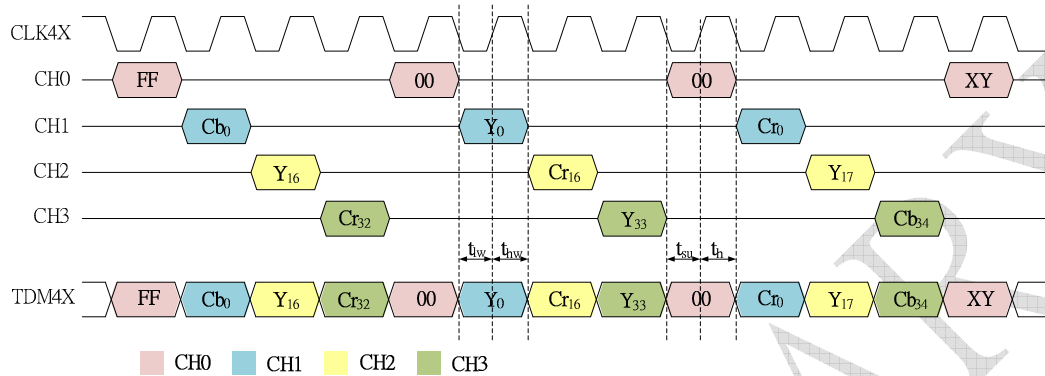 CLK4X
CH0 FF 00 00 XY
CH1 Cb0 Y0 Cr0
CH2 Y16 Cr16 Y17
CH3 Cr32 Y33 Cb34
tlw thw tsu th
TDM4X FF Cb0 Y16 Cr32 00 Y0 Cr16 Y33 00 Cr0 Y17 Cb34 XY
CH0 CH1 CH2 CH3